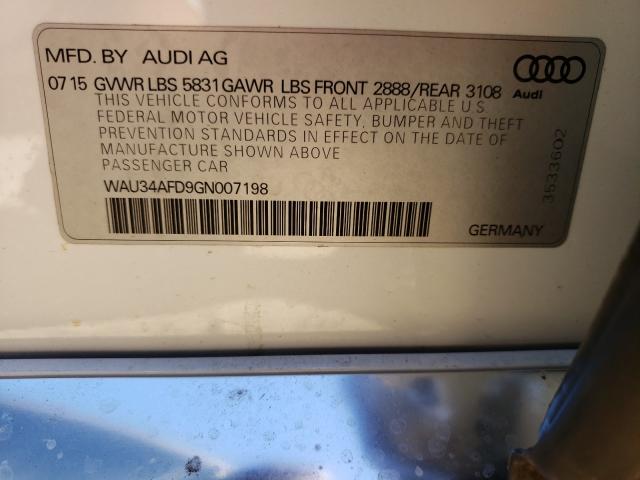 MFD. BY AUDI AG
07 15 GVWR LBS 5831 GAWR LBS FRONT 2888/REAR 3108
THIS VEHICLE CONFORMS TO ALL APPLICABLE U.S.
FEDERAL MOTOR VEHICLE SAFETY, BUMPER AND THEFT
PREVENTION STANDARDS IN EFFECT ON THE DATE OF
MANUFACTURE SHOWN ABOVE
PASSENGER CAR
WAU34AFD9GN007198
GERMANY
Audi
3533602